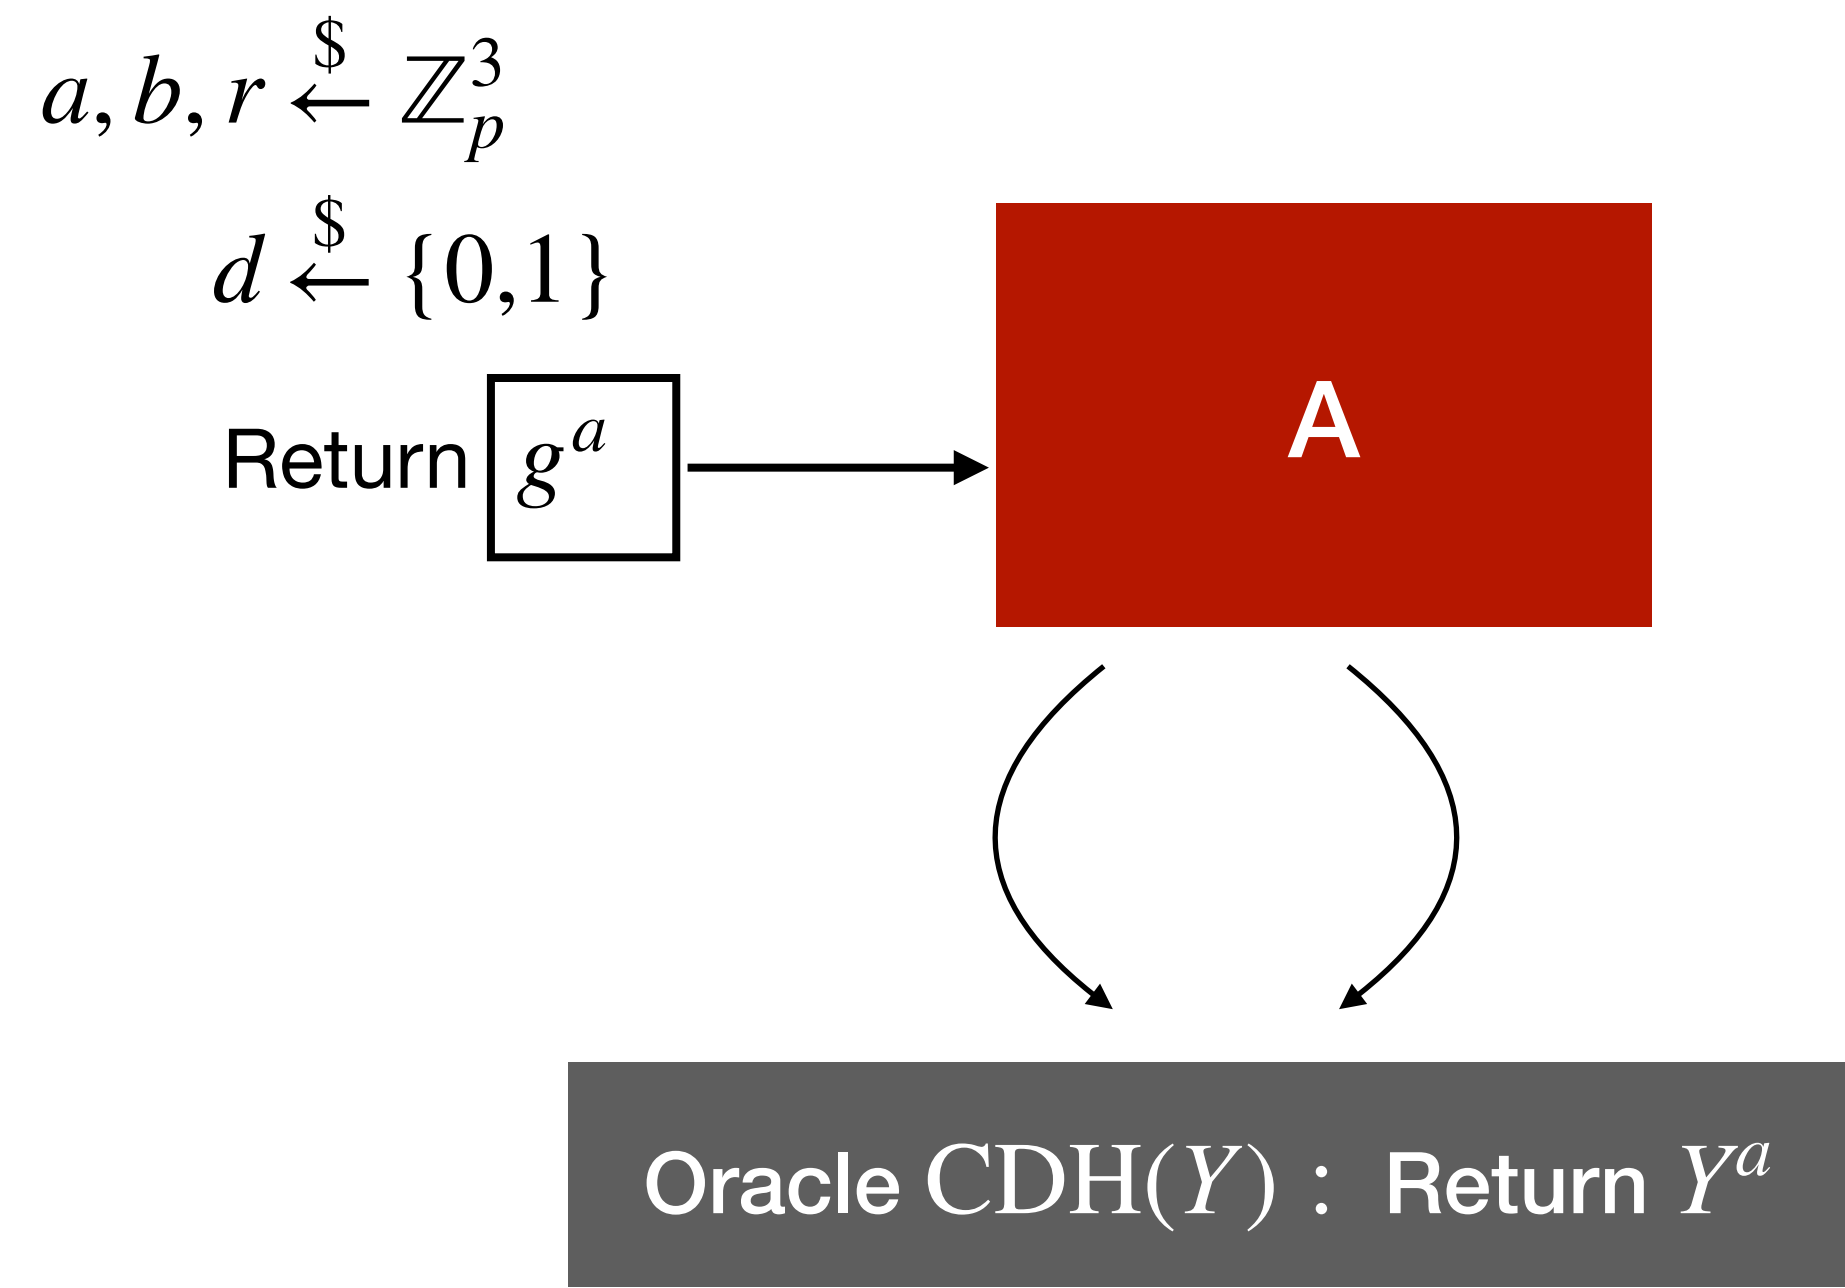 a, b, r ←$ ℤ_p^3
d ←$ {0,1}
Return g^a
A
Oracle CDH(Y) : Return Y^a